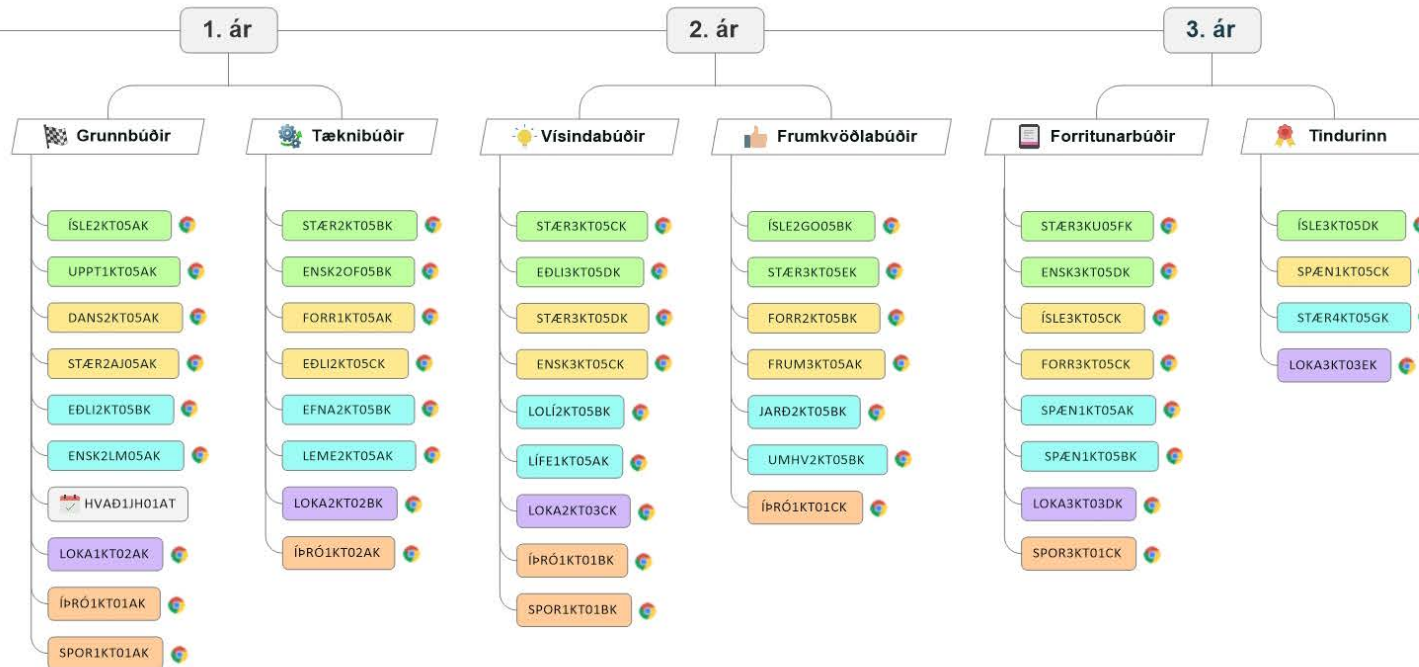 1. ár
2. ár
3. ár
Grunnbúðir
ÍSLE2KT05AK
UPPT1KT05AK
DANS2KT05AK
STÆR2AJ05AK
EÐLI2KT05BK
ENSK2LM05AK
HVAÐ1JH01AT
LOKA1KT02AK
ÍÞRÓ1KT01AK
SPOR1KT01AK
Tæknibúðir
STÆR2KT05BK
ENSK2OF05BK
FORR1KT05AK
EÐLI2KT05CK
EFNA2KT05BK
LEME2KT05AK
LOKA2KT02BK
ÍÞRÓ1KT02AK
Vísindabúðir
STÆR3KT05CK
EÐLI3KT05DK
STÆR3KT05DK
ENSK3KT05CK
LOLÍ2KT05BK
LÍFE1KT05AK
LOKA2KT03CK
ÍÞRÓ1KT01BK
SPOR1KT01BK
Frumkvöðlabúðir
ÍSLE2GO05BK
STÆR3KT05EK
FORR2KT05BK
FRUM3KT05AK
JARÐ2KT05BK
UMHV2KT05BK
ÍÞRÓ1KT01CK
Forritunarbúðir
STÆR3KU05FK
ENSK3KT05DK
ÍSLE3KT05CK
FORR3KT05CK
SPÆN1KT05AK
SPÆN1KT05BK
LOKA3KT03DK
SPOR3KT01CK
Tindurinn
ÍSLE3KT05DK
SPÆN1KT05CK
STÆR4KT05GK
LOKA3KT03EK